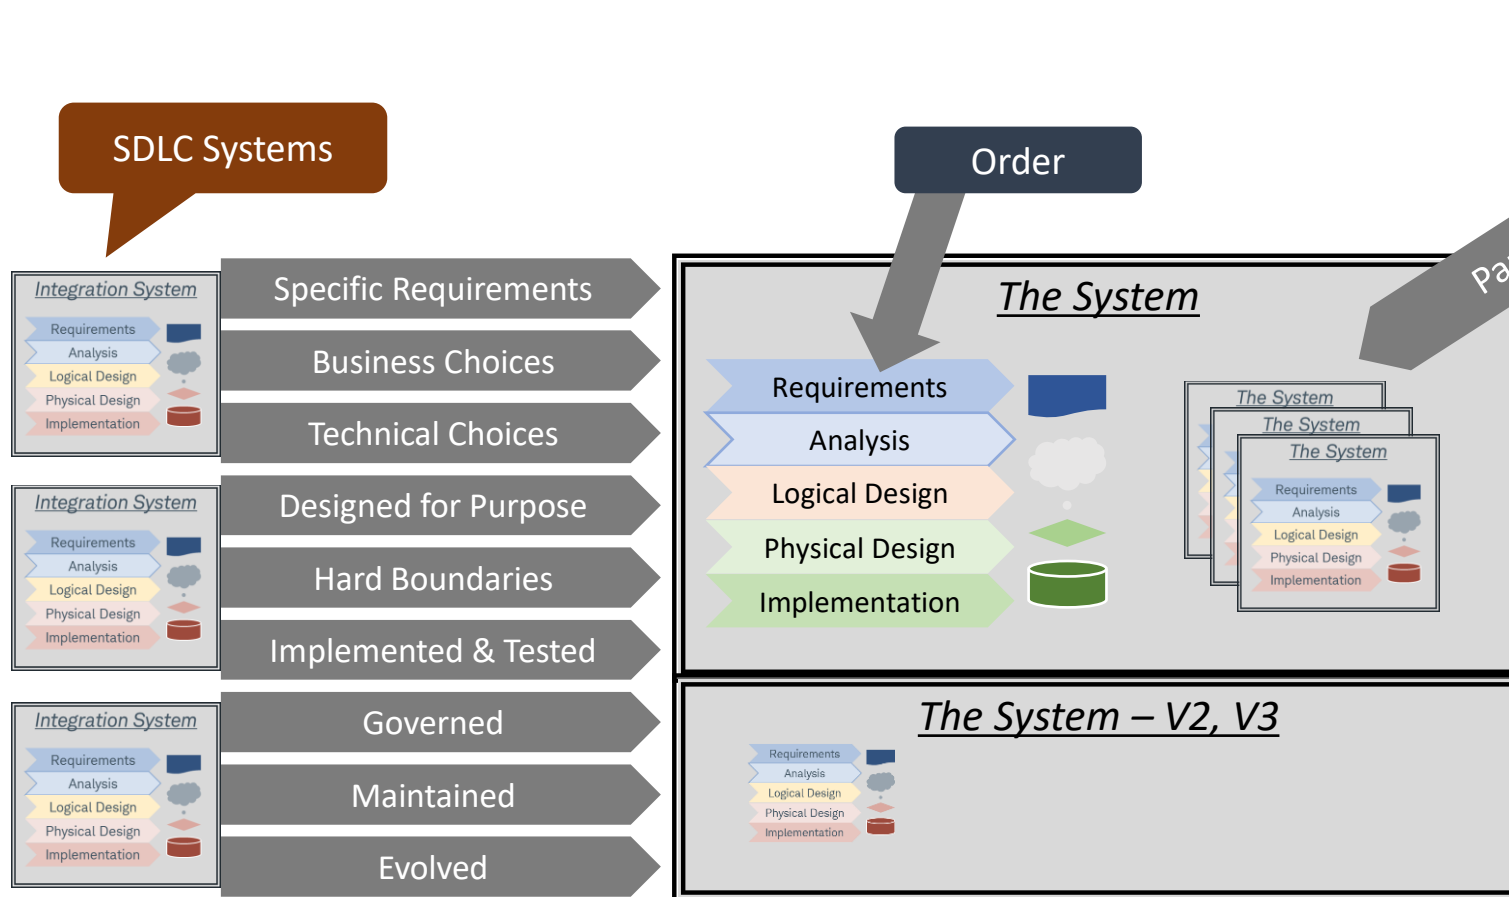 SDLC Systems
Order
Integration System
Requirements
Analysis
Logical Design
Physical Design
Implementation
Integration System
Requirements
Analysis
Logical Design
Physical Design
Implementation
Integration System
Requirements
Analysis
Logical Design
Physical Design
Implementation
Specific Requirements
Business Choices
Technical Choices
Designed for Purpose
Hard Boundaries
Implemented & Tested
Governed
Maintained
Evolved
The System
Requirements
Analysis
Logical Design
Physical Design
Implementation
The System
The System
The System
Requirements
Analysis
Logical Design
Physical Design
Implementation
The System – V2, V3
Requirements
Analysis
Logical Design
Physical Design
Implementation